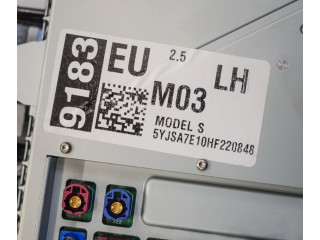 9183
EU 2.5 LH
M03
MODEL S
5YJSA7E10HF220848